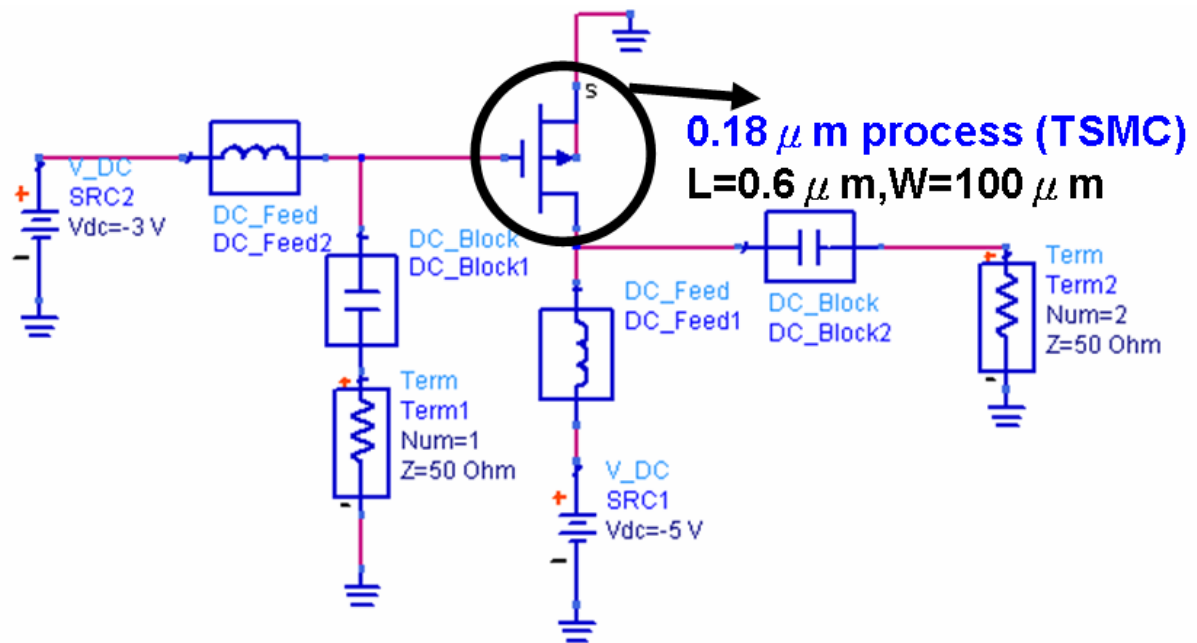 S
0.18 μ m process (TSMC)
L=0.6 μ m,W=100 μ m
+
V_DC
SRC2
Vdc=-3 V
-
DC_Feed
DC_Feed2
DC_Block
DC_Block1
+
Term
Term1
Num=1
Z=50 Ohm
-
DC_Feed
DC_Feed1
DC_Block
DC_Block2
+
Term
Term2
Num=2
Z=50 Ohm
-
+
V_DC
SRC1
Vdc=-5 V
-